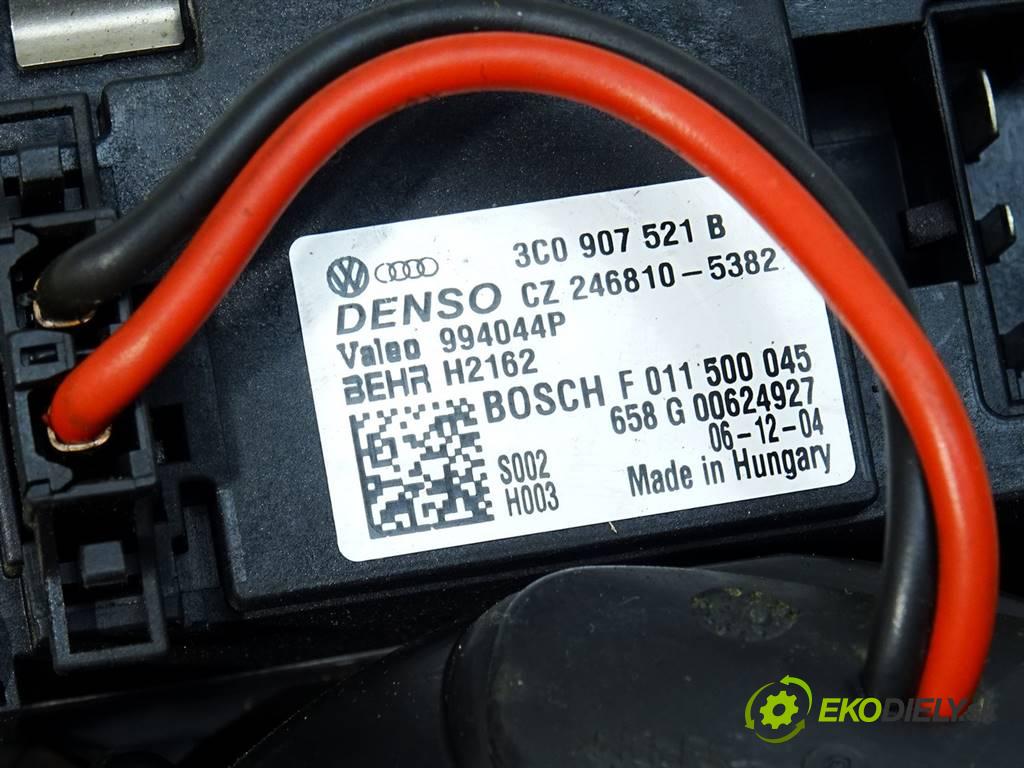 3C0 907 521 B
DENSO CZ 246810-5382
Valeo 994044P
BEHR H2162
BOSCH F 011 500 045
658 G 00624927
06-12-04
S002
H003
Made in Hungary
EKODIELY.sk